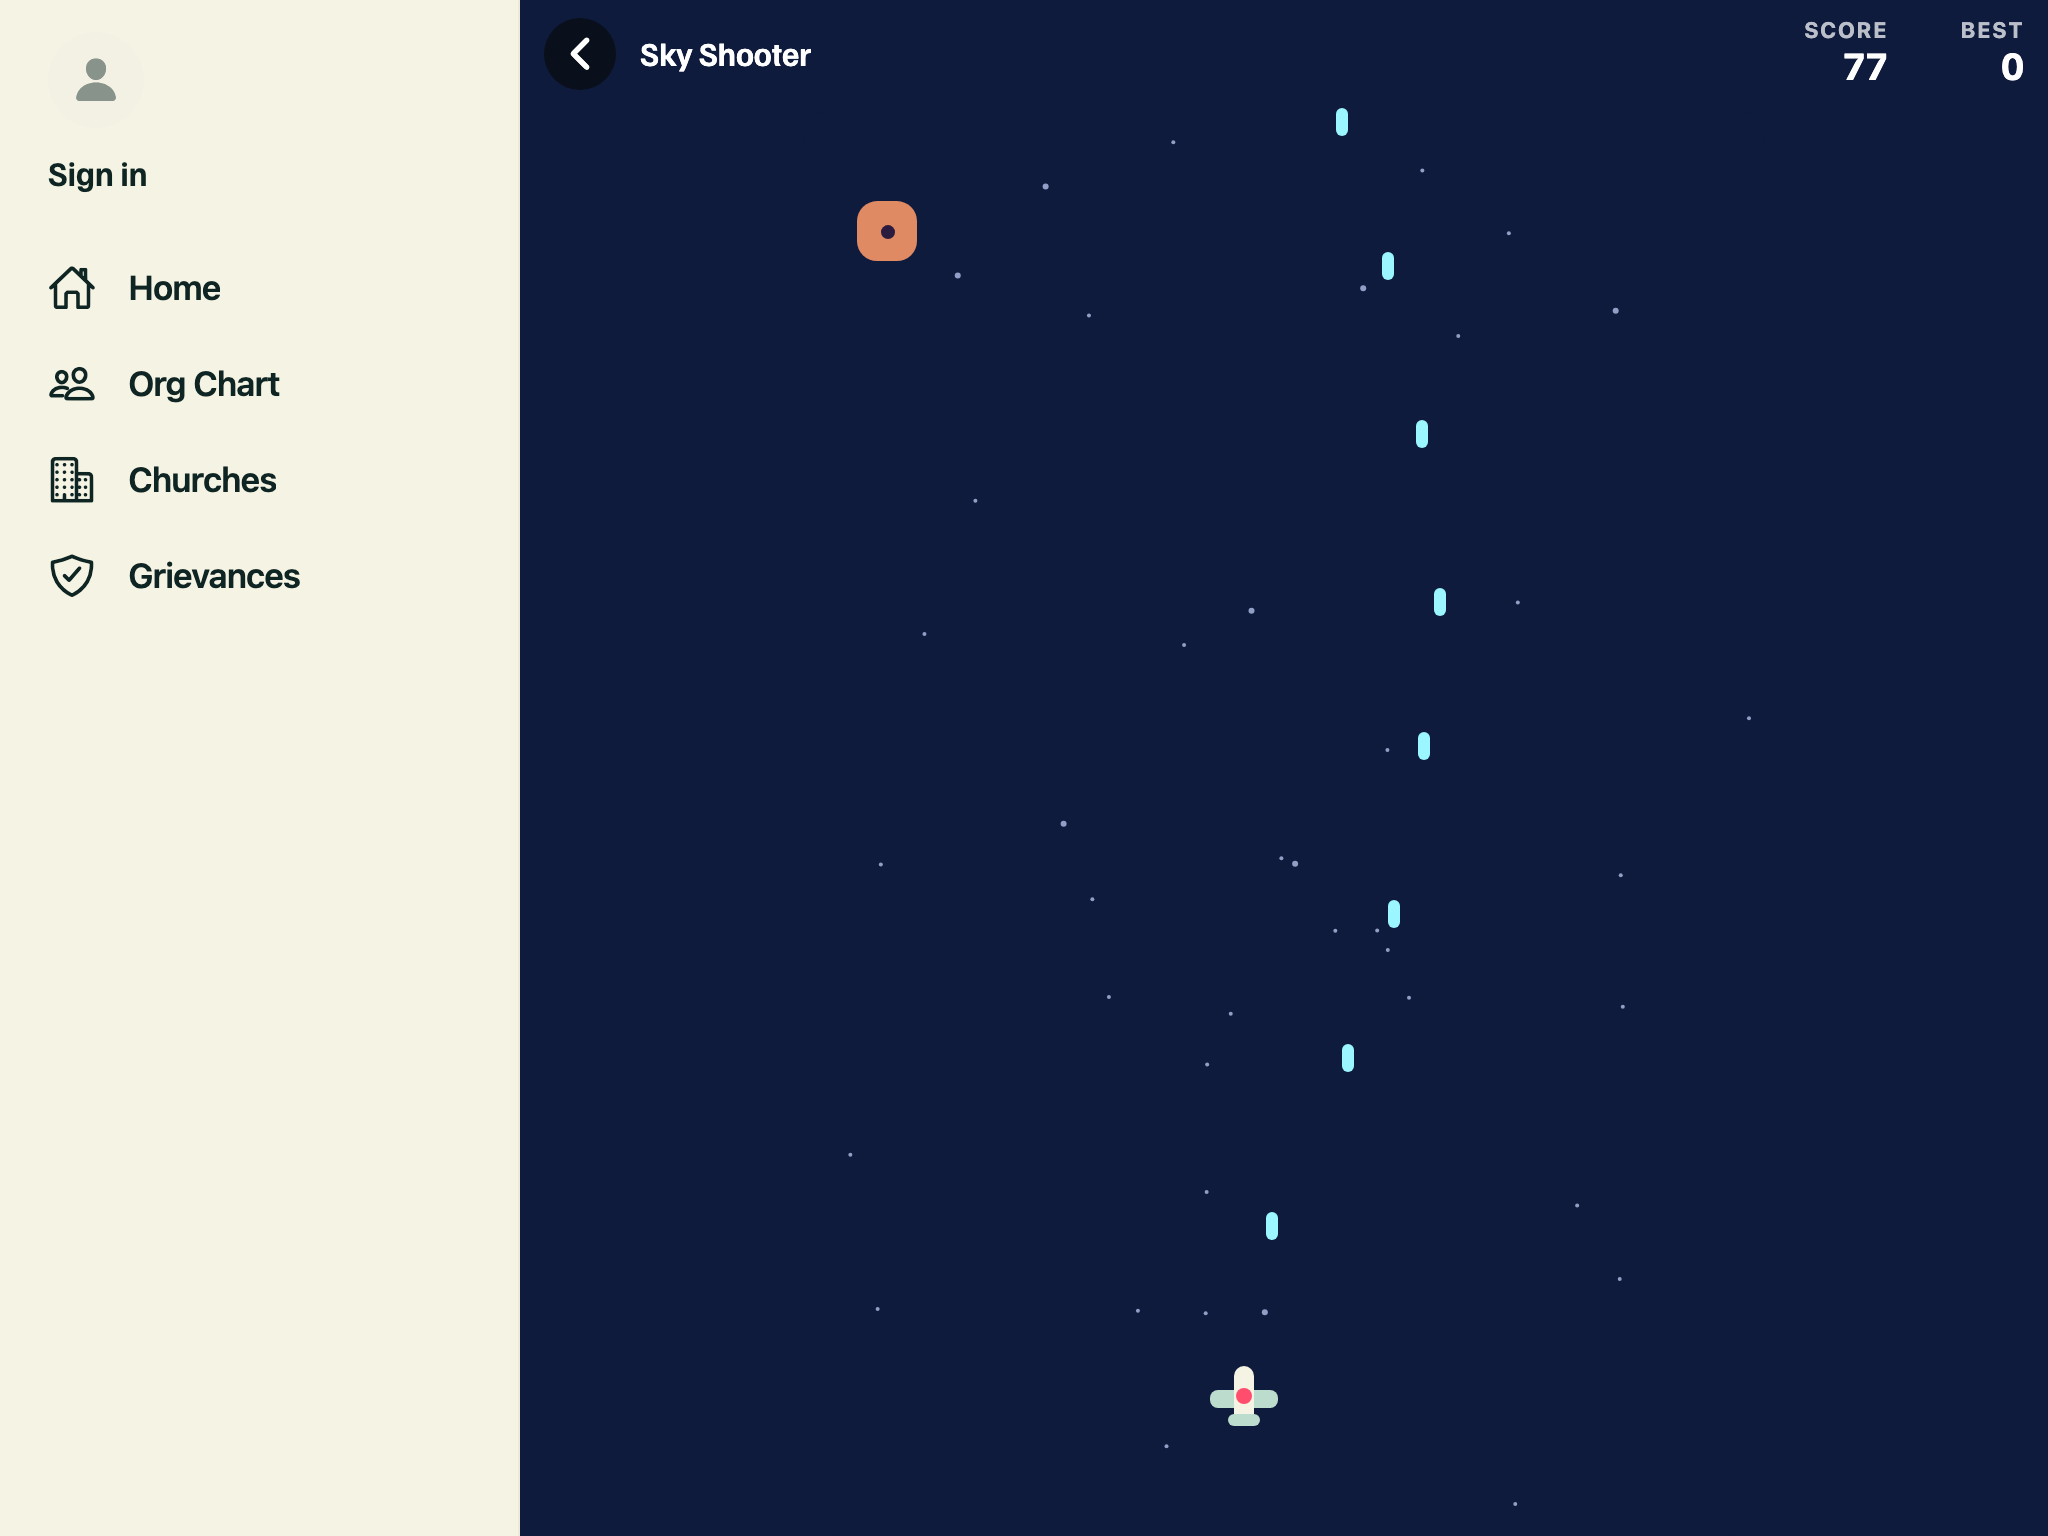 Sign in
Home
Org Chart
Churches
Grievances
Sky Shooter
SCORE
77
BEST
0